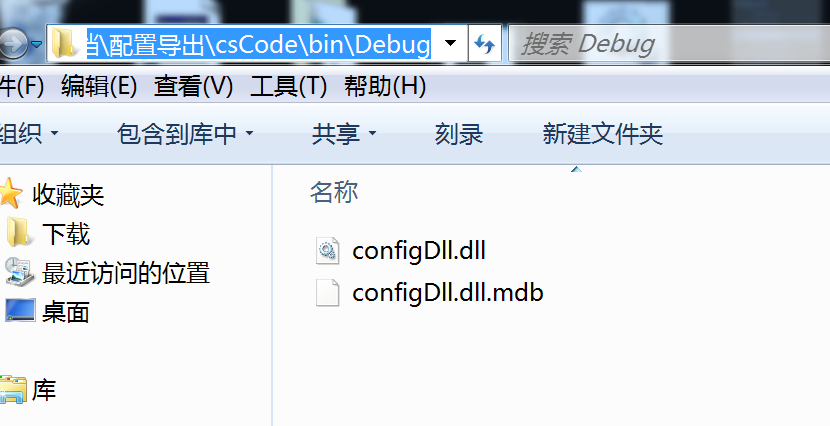 档\配置导出\csCode\bin\Debug
搜索 Debug
件(F) 编辑(E) 查看(V) 工具(T) 帮助(H)
组织 包含到库中 共享 刻录 新建文件夹
收藏夹
下载
最近访问的位置
桌面
库
名称
configDll.dll
configDll.dll.mdb